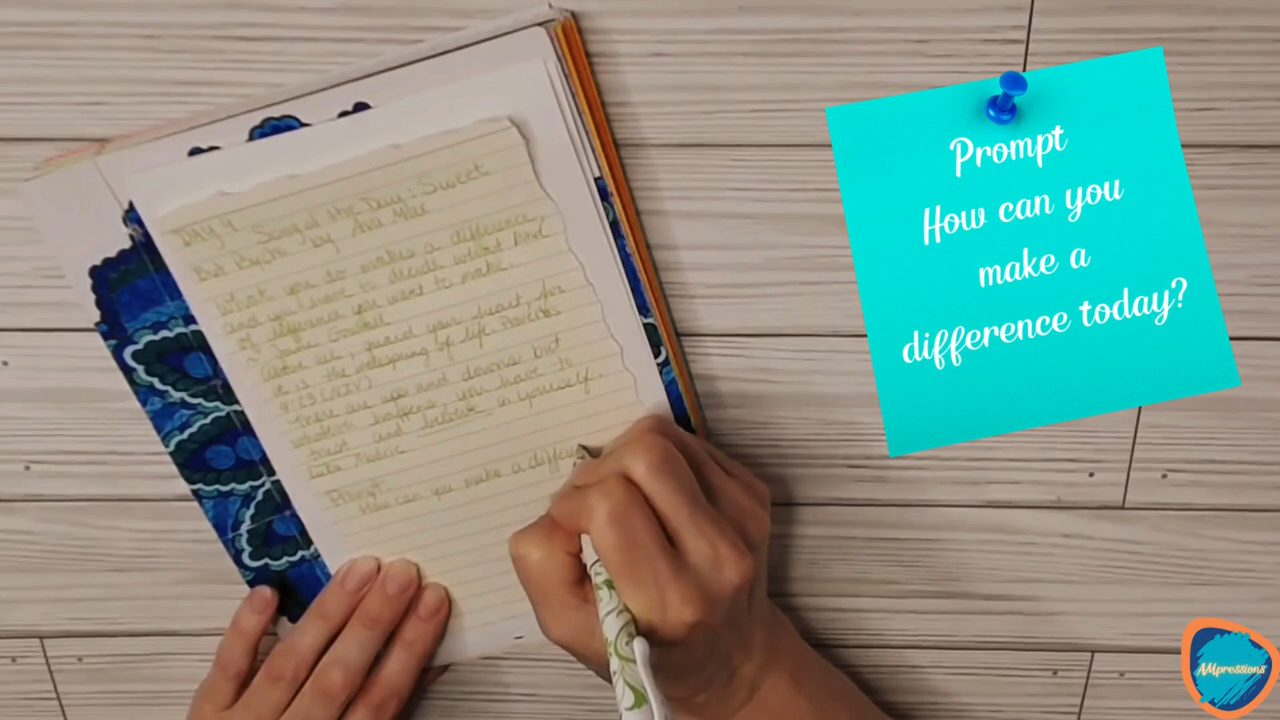 DAY 9 Song of the Day: Sweet
But Psycho by Ava Max
What you do makes a difference,
and you have to decide what kind
of difference you want to make.
Jane Goodall
Above all, guard your heart, for
it is the wellspring of life. Proverbs
4:23 (NIV)
There are ups and downs, but
whatever happens, you have to
trust and believe in yourself.
Luka Modric
Prompt
How can you make a differen
Prompt
How can you
make a
difference today?
AMpressions